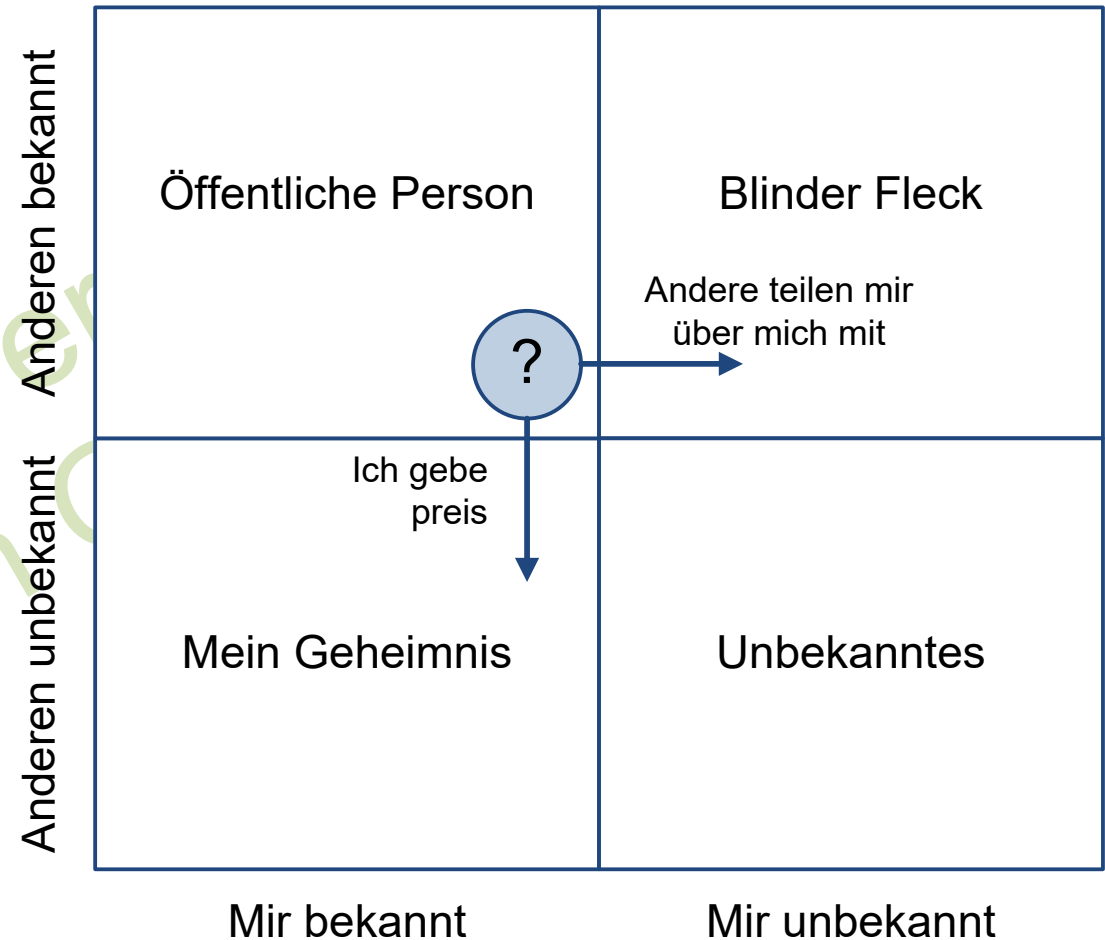 Anderen bekannt
Öffentliche Person
Blinder Fleck
Andere teilen mir
über mich mit
?
Ich gebe
preis
Anderen unbekannt
Mein Geheimnis
Unbekanntes
Mir bekannt
Mir unbekannt